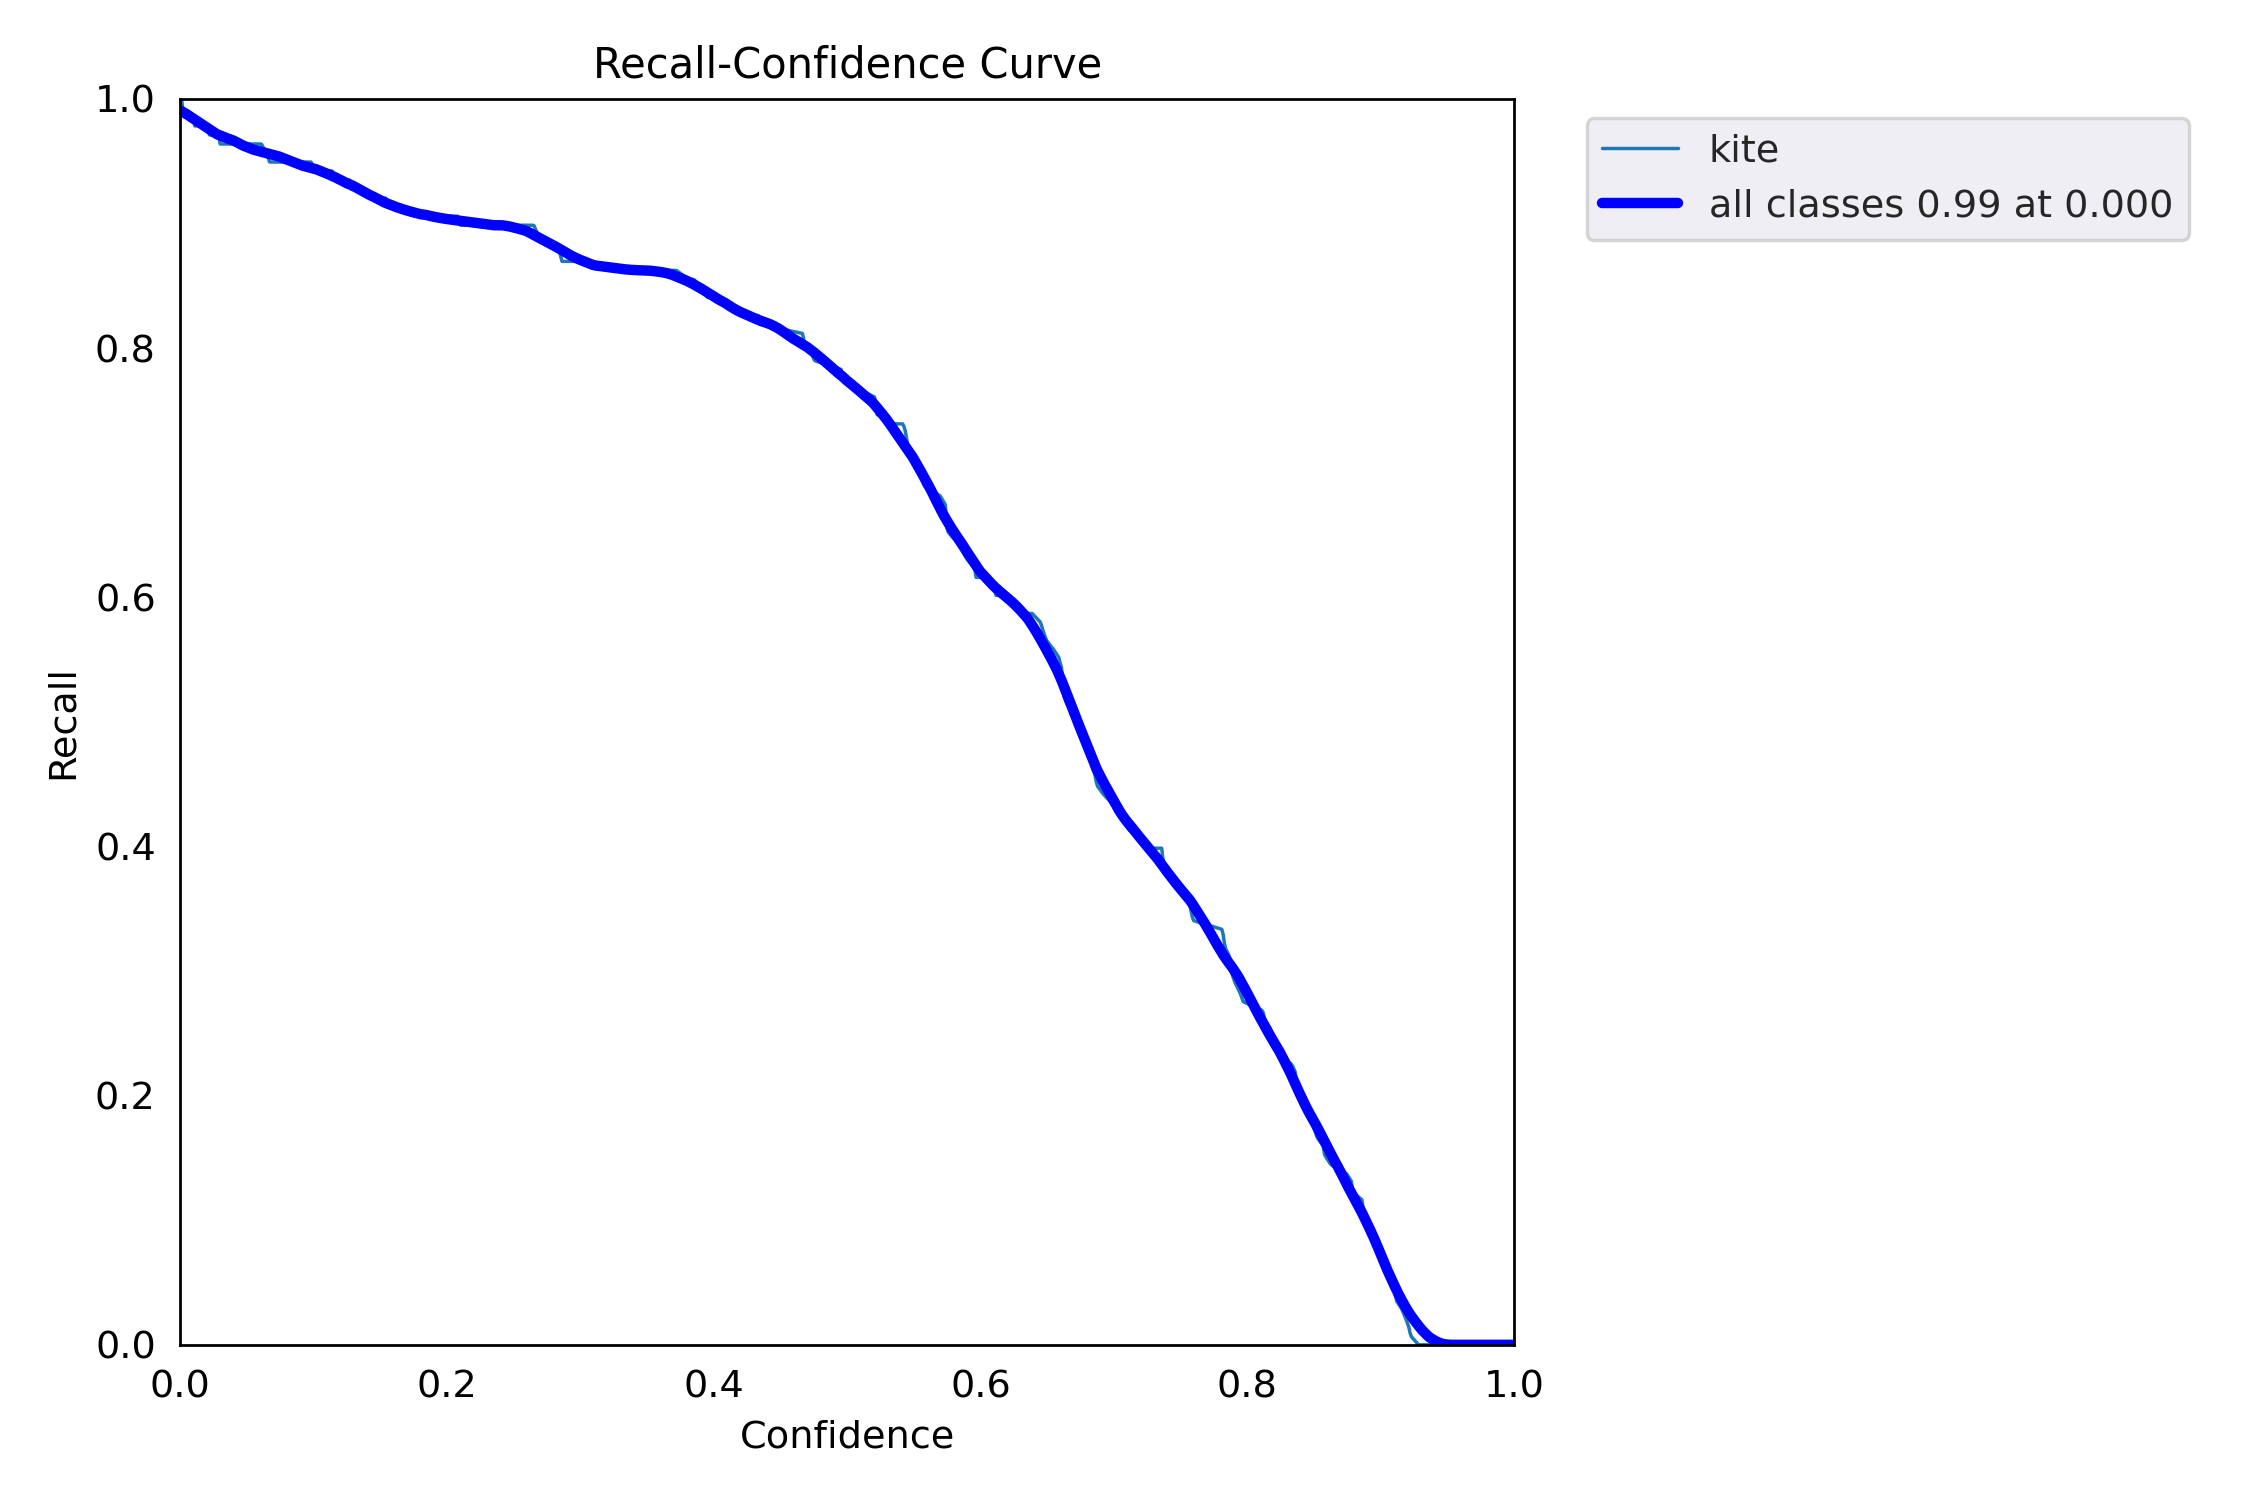 Recall-Confidence Curve
1.0
0.8
0.6
0.4
0.2
0.0
Recall
0.0 0.2 0.4 0.6 0.8 1.0
Confidence
kite
all classes 0.99 at 0.000